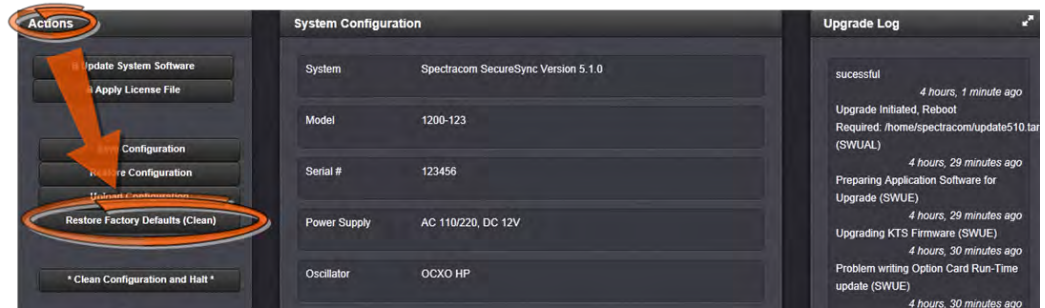 Actions
Update System Software
Apply License File
Configuration
Restore Configuration
Upload Configuration
Restore Factory Defaults (Clean)
* Clean Configuration and Halt *
System Configuration
System Spectracom SecureSync Version 5.1.0
Model 1200-123
Serial # 123456
Power Supply AC 110/220, DC 12V
Oscillator OCXO HP
Upgrade Log
sucessful
4 hours, 1 minute ago
Upgrade Initiated, Reboot
Required: /home/spectracom/update510.tar
(SWUAL)
4 hours, 29 minutes ago
Preparing Application Software for
Upgrade (SWUE)
4 hours, 29 minutes ago
Upgrading KTS Firmware (SWUE)
4 hours, 30 minutes ago
Problem writing Option Card Run-Time
update (SWUE)
4 hours, 30 minutes ago